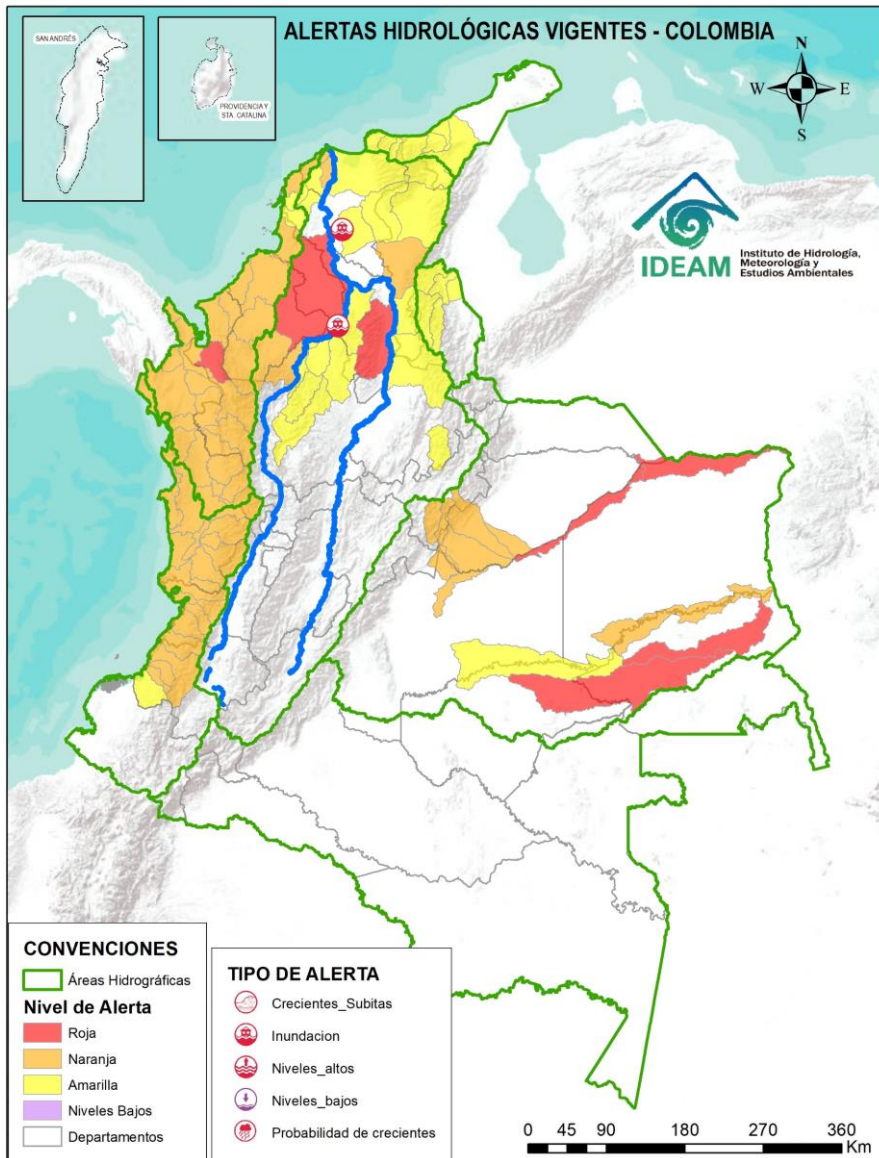 ALERTAS HIDROLÓGICAS VIGENTES - COLOMBIA
SAN ANDRÉS
PROVIDENCIA Y
STA. CATALINA
N
W
E
S
IDEAM
Instituto de Hidrología,
Meteorología y
Estudios Ambientales
CONVENCIONES
Áreas Hidrográficas
Nivel de Alerta
Roja
Naranja
Amarilla
Niveles Bajos
Departamentos
TIPO DE ALERTA
Crecientes_Subitas
Inundacion
Niveles_altos
Niveles_bajos
Probabilidad de crecientes
0 45 90 180 270 360
Km